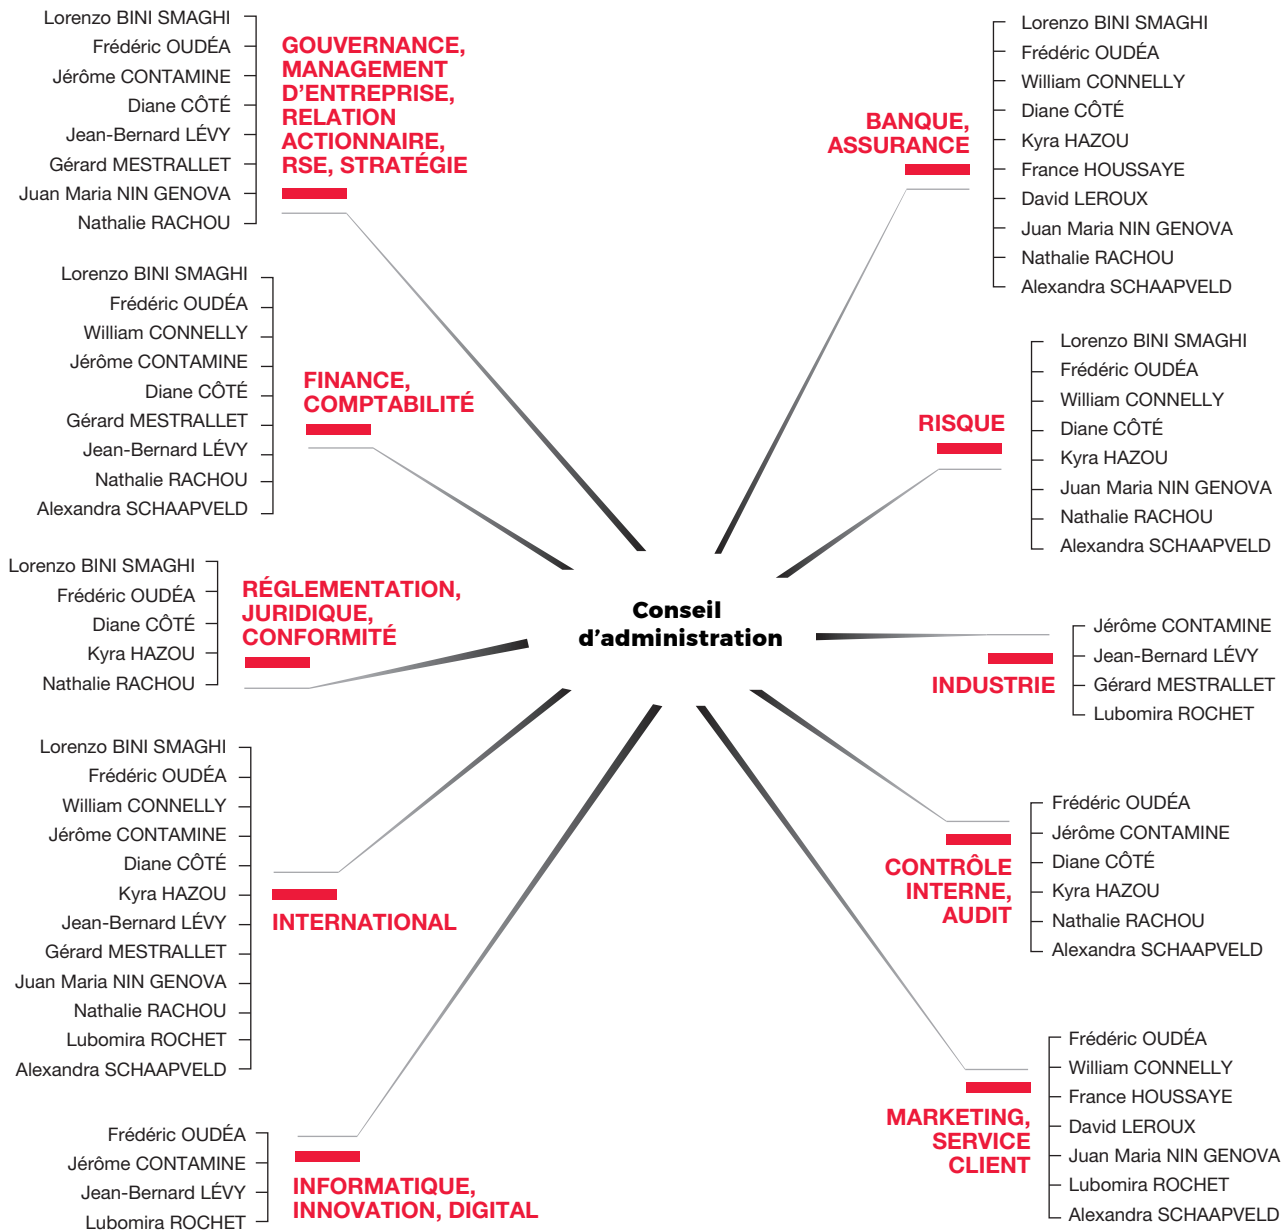 Lorenzo BINI SMAGHI
Frédéric OUDÉA
Jérôme CONTAMINE
Diane CÔTÉ
Jean-Bernard LÉVY
Gérard MESTRALLET
Juan Maria NIN GENOVA
Nathalie RACHOU
GOUVERNANCE,
MANAGEMENT
D’ENTREPRISE,
RELATION
ACTIONNAIRE,
RSE, STRATÉGIE
Lorenzo BINI SMAGHI
Frédéric OUDÉA
William CONNELLY
Jérôme CONTAMINE
Diane CÔTÉ
Gérard MESTRALLET
Jean-Bernard LÉVY
Nathalie RACHOU
Alexandra SCHAAPVELD
FINANCE,
COMPTABILITÉ
Lorenzo BINI SMAGHI
Frédéric OUDÉA
Diane CÔTÉ
Kyra HAZOU
Nathalie RACHOU
RÉGLEMENTATION,
JURIDIQUE,
CONFORMITÉ
Lorenzo BINI SMAGHI
Frédéric OUDÉA
William CONNELLY
Jérôme CONTAMINE
Diane CÔTÉ
Kyra HAZOU
Jean-Bernard LÉVY
Gérard MESTRALLET
Juan Maria NIN GENOVA
Nathalie RACHOU
Lubomira ROCHET
Alexandra SCHAAPVELD
INTERNATIONAL
Frédéric OUDÉA
Jérôme CONTAMINE
Jean-Bernard LÉVY
Lubomira ROCHET
INFORMATIQUE,
INNOVATION, DIGITAL
Conseil
d’administration
BANQUE,
ASSURANCE
Lorenzo BINI SMAGHI
Frédéric OUDÉA
William CONNELLY
Diane CÔTÉ
Kyra HAZOU
France HOUSSAYE
David LEROUX
Juan Maria NIN GENOVA
Nathalie RACHOU
Alexandra SCHAAPVELD
RISQUE
Lorenzo BINI SMAGHI
Frédéric OUDÉA
William CONNELLY
Diane CÔTÉ
Kyra HAZOU
Juan Maria NIN GENOVA
Nathalie RACHOU
Alexandra SCHAAPVELD
INDUSTRIE
Jérôme CONTAMINE
Jean-Bernard LÉVY
Gérard MESTRALLET
Lubomira ROCHET
CONTRÔLE
INTERNE,
AUDIT
Frédéric OUDÉA
Jérôme CONTAMINE
Diane CÔTÉ
Kyra HAZOU
Nathalie RACHOU
Alexandra SCHAAPVELD
MARKETING,
SERVICE
CLIENT
Frédéric OUDÉA
William CONNELLY
France HOUSSAYE
David LEROUX
Juan Maria NIN GENOVA
Lubomira ROCHET
Alexandra SCHAAPVELD